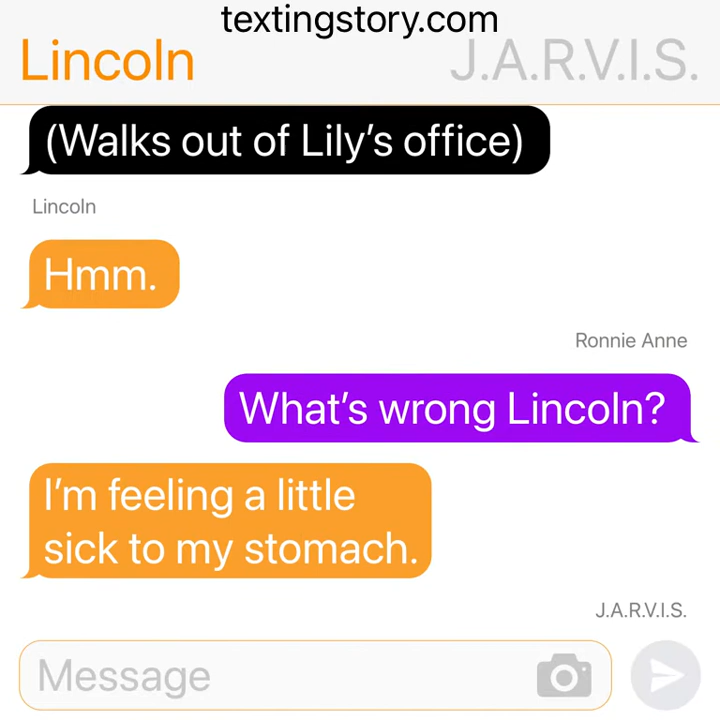 textingstory.com
Lincoln
J.A.R.V.I.S.
(Walks out of Lily’s office)
Lincoln
Hmm.
Ronnie Anne
What’s wrong Lincoln?
I’m feeling a little
sick to my stomach.
J.A.R.V.I.S.
Message